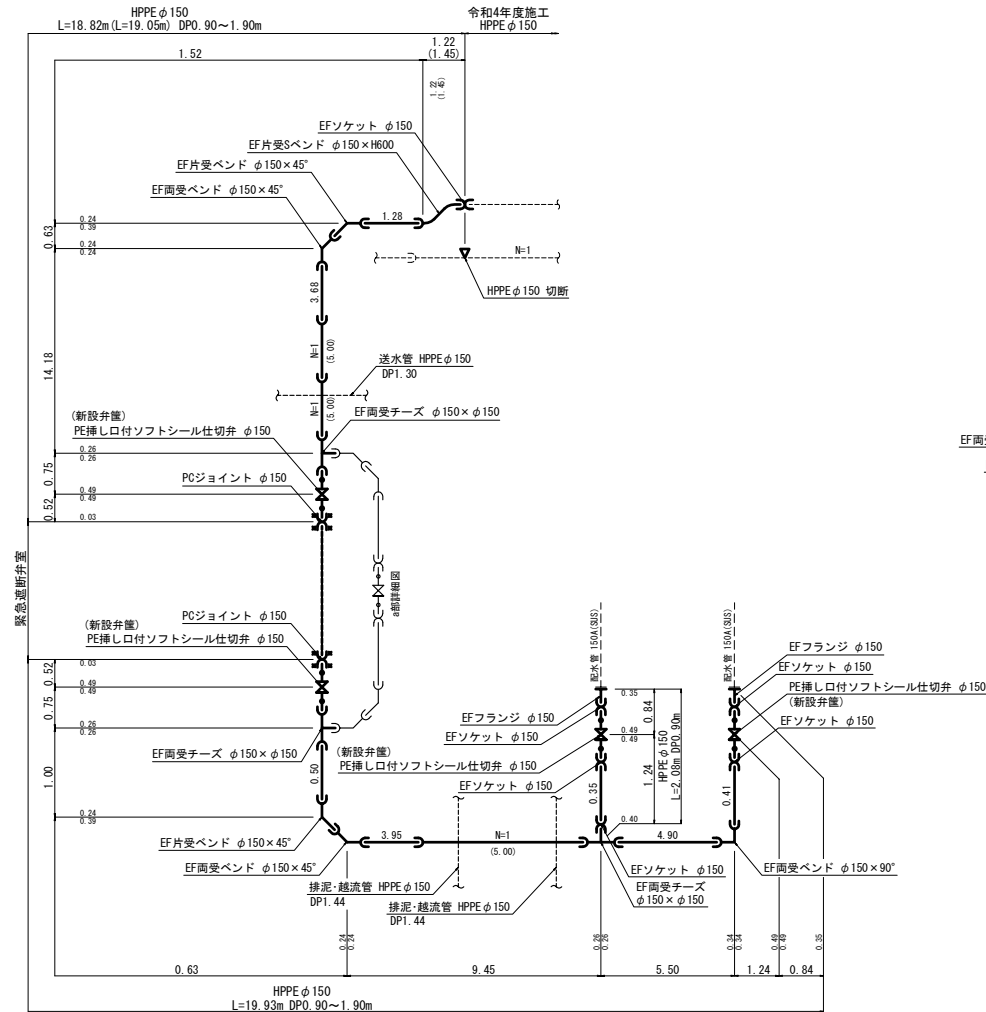 HPPEφ150
L=18.82m(L=19.05m) DP0.90～1.90m
令和4年度施工
HPPEφ150
1.52
1.22
(1.45)
1.22
(1.45)
EFソケット φ150
EF片受Sベンド φ150×H600
EF片受ベンド φ150×45°
EF両受ベンド φ150×45°
0.63
0.24
0.39
0.24
0.24
1.28
N=1
HPPEφ150 切断
3.68
14.18
N=1
(5.00)
送水管 HPPEφ150
DP1.30
N=1
(5.00)
EF両受チーズ φ150×φ150
(新設弁筐)
PE挿し口付ソフトシール仕切弁 φ150
0.26
0.26
0.75
PCジョイント φ150
0.49
0.49
0.52
0.03
緊急遮断弁室
a部詳細図
EF両受
PCジョイント φ150
(新設弁筐)
PE挿し口付ソフトシール仕切弁 φ150
0.52
0.03
0.49
0.49
0.75
0.26
0.26
EF両受チーズ φ150×φ150
1.00
0.50
0.24
0.39
EF片受ベンド φ150×45°
EF両受ベンド φ150×45°
配水管 150A(SUS)
配水管 150A(SUS)
EFフランジ φ150
EFソケット φ150
PE挿し口付ソフトシール仕切弁 φ150
(新設弁筐)
EFソケット φ150
EFフランジ φ150
EFソケット φ150
(新設弁筐)
PE挿し口付ソフトシール仕切弁 φ150
EFソケット φ150
0.35
0.84
0.49
0.49
1.24
HPPEφ150
L=2.08m DP0.90m
0.35
0.40
0.41
3.95
N=1
(5.00)
4.90
EFソケット φ150
EF両受チーズ
φ150×φ150
EF両受ベンド φ150×90°
排泥・越流管 HPPEφ150
DP1.44
排泥・越流管 HPPEφ150
DP1.44
0.24
0.24
0.26
0.26
0.34
0.34
0.49
0.49
0.35
0.63
9.45
5.50
1.24
0.84
HPPEφ150
L=19.93m DP0.90～1.90m